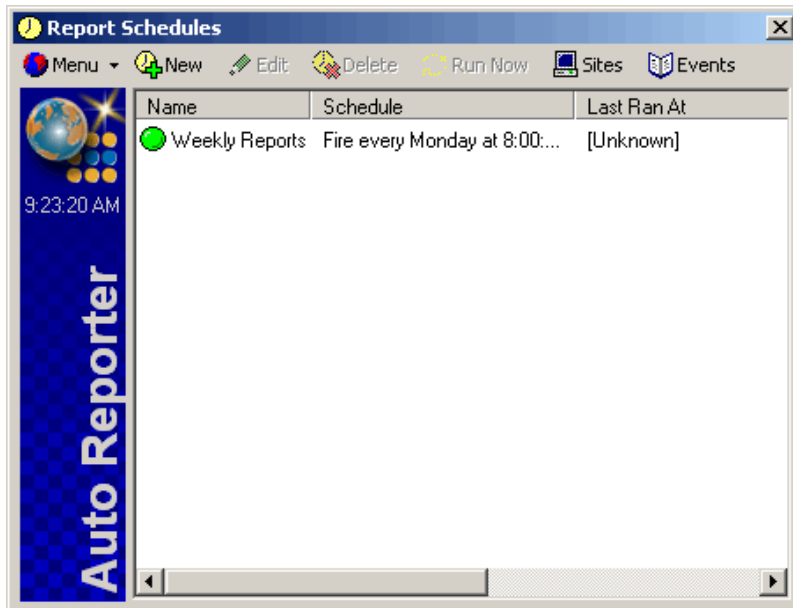 Report Schedules
Menu New Edit Delete Run Now Sites Events
Name Schedule Last Ran At
Weekly Reports Fire every Monday at 8:00:... [Unknown]
9:23:20 AM
Auto Reporter